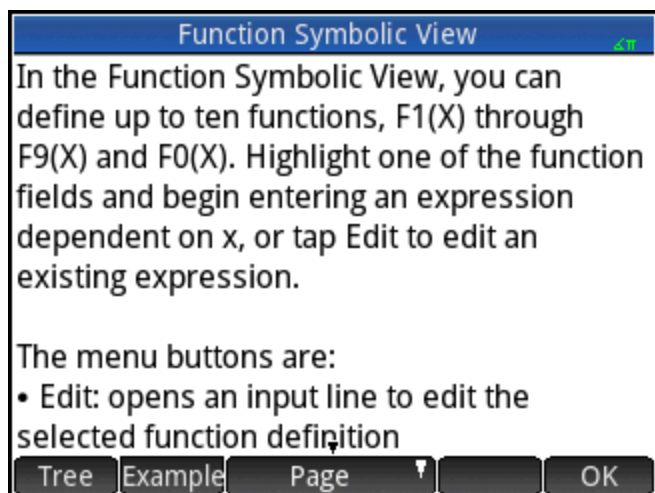 Function Symbolic View
∠π
In the Function Symbolic View, you can
define up to ten functions, F1(X) through
F9(X) and F0(X). Highlight one of the function
fields and begin entering an expression
dependent on x, or tap Edit to edit an
existing expression.
The menu buttons are:
• Edit: opens an input line to edit the
selected function definition
Tree Example Page OK